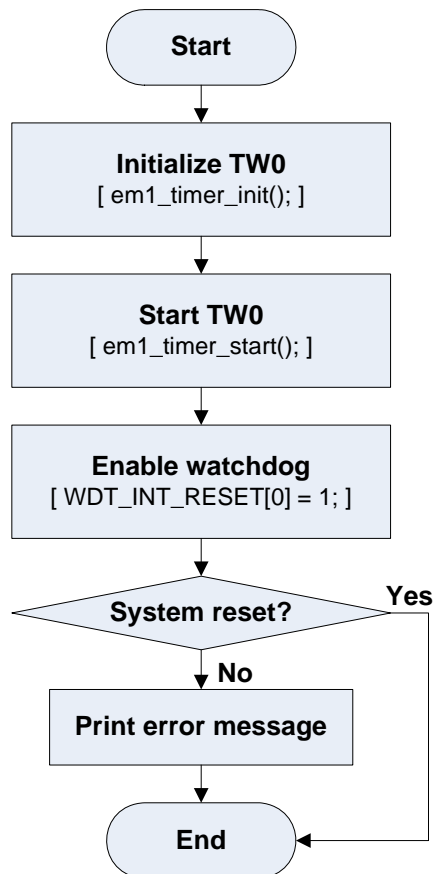 Start
Initialize TW0
[ em1_timer_init(); ]
Start TW0
[ em1_timer_start(); ]
Enable watchdog
[ WDT_INT_RESET[0] = 1; ]
System reset?
Yes
No
Print error message
End